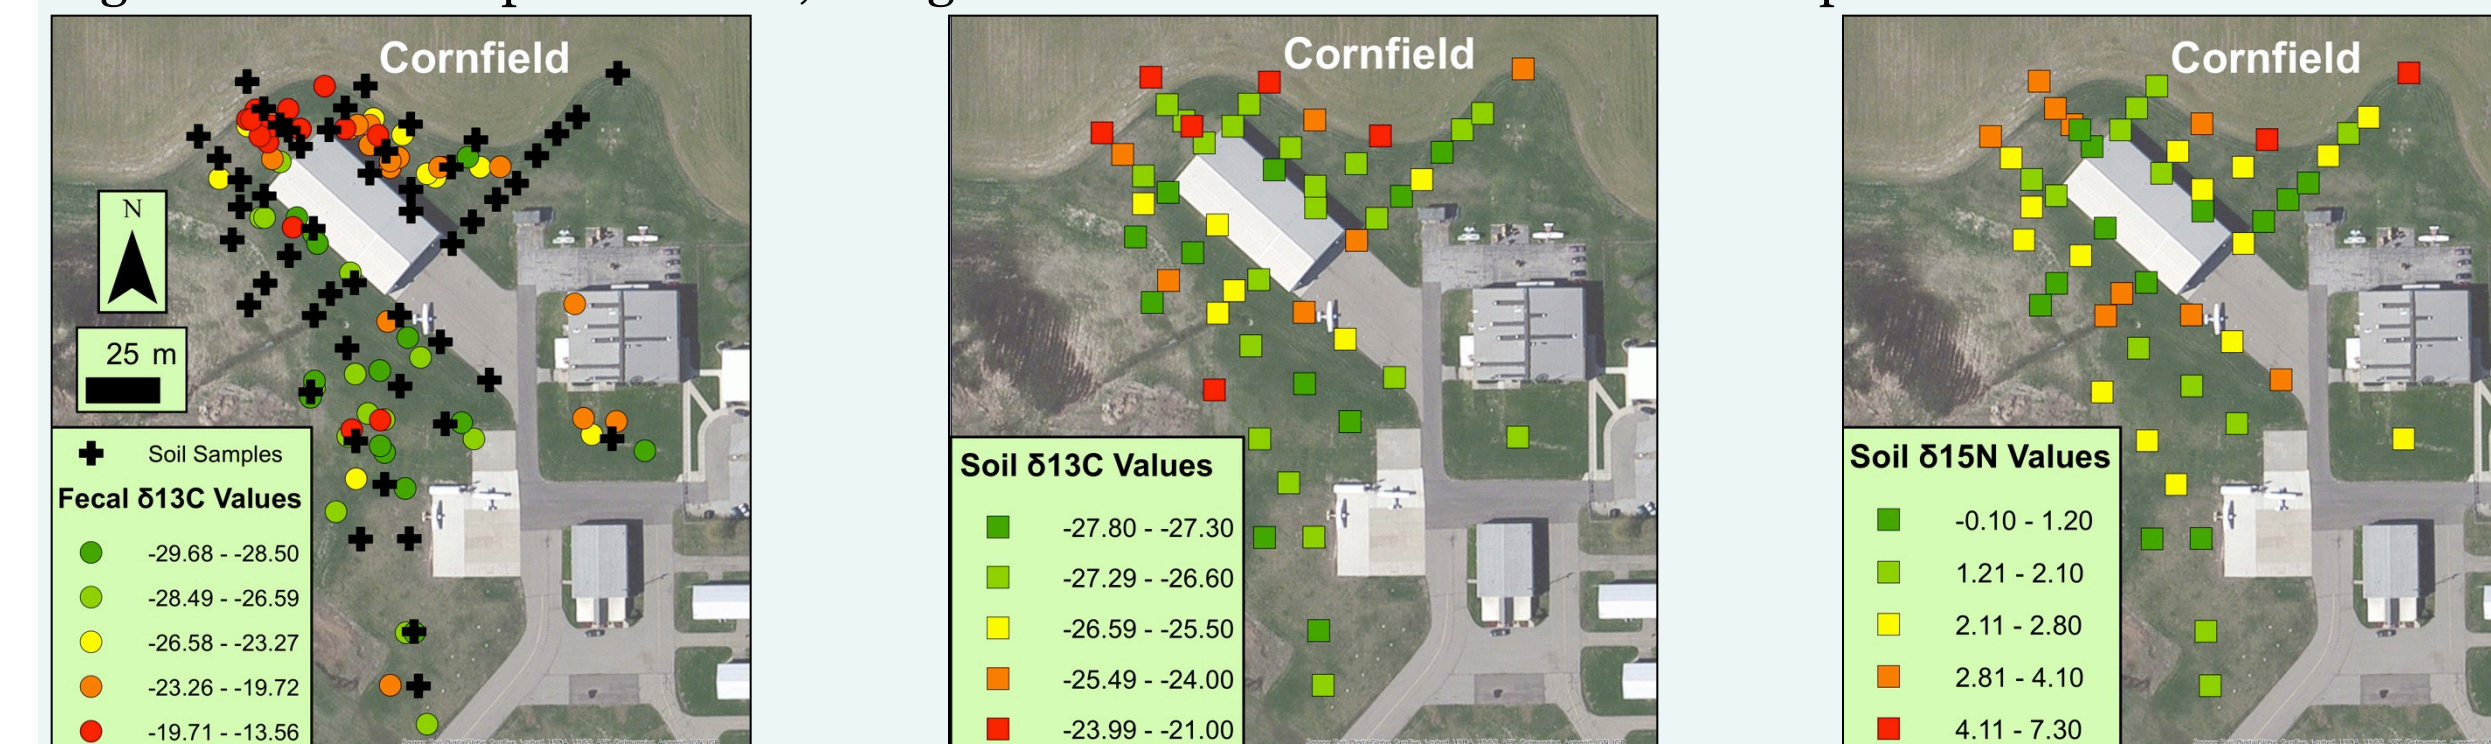 Cornfield
N
25 m
Soil Samples
Fecal δ13C Values
-29.68 - -28.50
-28.49 - -26.59
-26.58 - -23.27
-23.26 - -19.72
-19.71 - -13.56
Cornfield
Soil δ13C Values
-27.80 - -27.30
-27.29 - -26.60
-26.59 - -25.50
-25.49 - -24.00
-23.99 - -21.00
Cornfield
Soil δ15N Values
-0.10 - 1.20
1.21 - 2.10
2.11 - 2.80
2.81 - 4.10
4.11 - 7.30